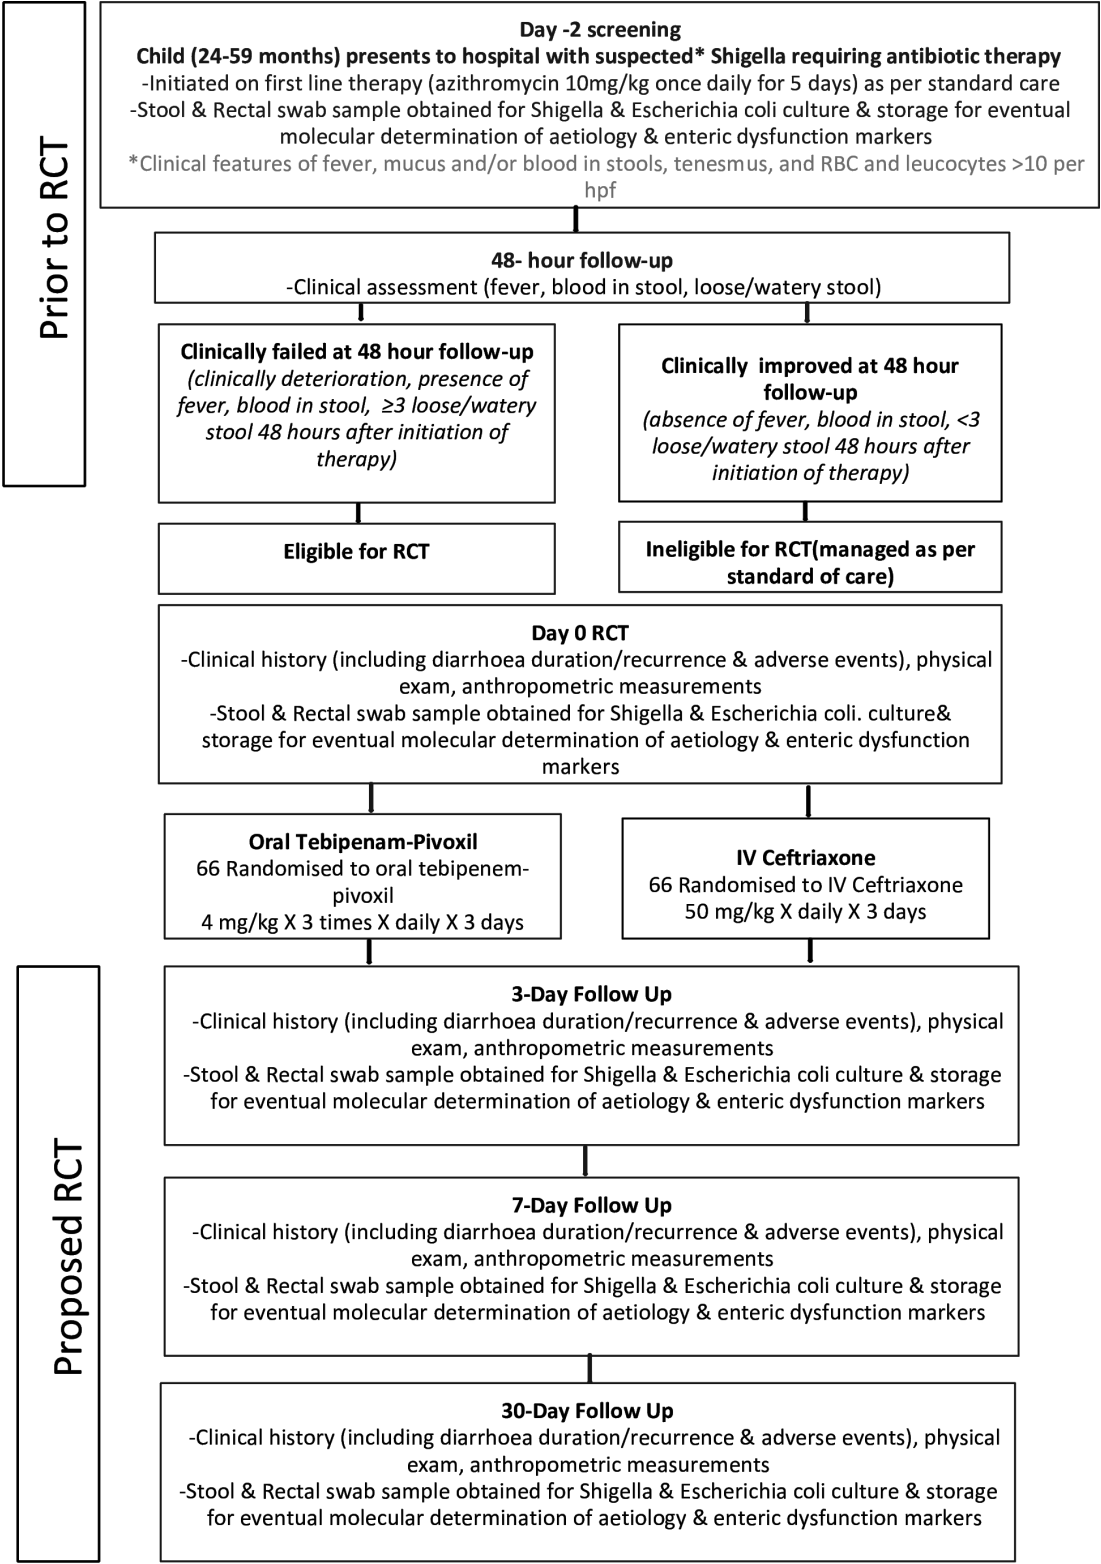 Prior to RCT
Day -2 screening
Child (24-59 months) presents to hospital with suspected* Shigella requiring antibiotic therapy
-Initiated on first line therapy (azithromycin 10mg/kg once daily for 5 days) as per standard care
-Stool & Rectal swab sample obtained for Shigella & Escherichia coli culture & storage for eventual
molecular determination of aetiology & enteric dysfunction markers
*Clinical features of fever, mucus and/or blood in stools, tenesmus, and RBC and leucocytes >10 per
hpf
48- hour follow-up
-Clinical assessment (fever, blood in stool, loose/watery stool)
Clinically failed at 48 hour follow-up
(clinically deterioration, presence of
fever, blood in stool, ≥3 loose/watery
stool 48 hours after initiation of
therapy)
Clinically improved at 48 hour
follow-up
(absence of fever, blood in stool, <3
loose/watery stool 48 hours after
initiation of therapy)
Eligible for RCT
Ineligible for RCT(managed as per
standard of care)
Day 0 RCT
-Clinical history (including diarrhoea duration/recurrence & adverse events), physical
exam, anthropometric measurements
-Stool & Rectal swab sample obtained for Shigella & Escherichia coli. culture&
storage for eventual molecular determination of aetiology & enteric dysfunction
markers
Oral Tebipenam-Pivoxil
66 Randomised to oral tebipenem-
pivoxil
4 mg/kg X 3 times X daily X 3 days
IV Ceftriaxone
66 Randomised to IV Ceftriaxone
50 mg/kg X daily X 3 days
Proposed RCT
3-Day Follow Up
-Clinical history (including diarrhoea duration/recurrence & adverse events), physical
exam, anthropometric measurements
-Stool & Rectal swab sample obtained for Shigella & Escherichia coli culture & storage
for eventual molecular determination of aetiology & enteric dysfunction markers
7-Day Follow Up
-Clinical history (including diarrhoea duration/recurrence & adverse events), physical
exam, anthropometric measurements
-Stool & Rectal swab sample obtained for Shigella & Escherichia coli culture & storage
for eventual molecular determination of aetiology & enteric dysfunction markers
30-Day Follow Up
-Clinical history (including diarrhoea duration/recurrence & adverse events), physical
exam, anthropometric measurements
-Stool & Rectal swab sample obtained for Shigella & Escherichia coli culture & storage
for eventual molecular determination of aetiology & enteric dysfunction markers